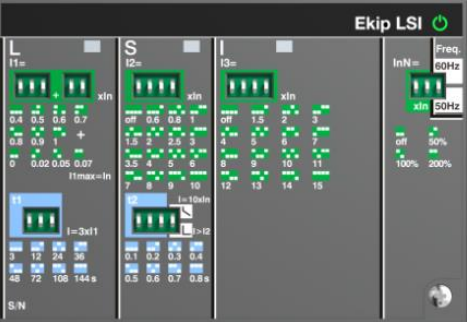 Ekip LSI
L
I1=
+
xIn
0.4 0.5 0.6 0.7
0.8 0.9 1 +
0 0.02 0.05 0.07
I1max=In
t1
I=3xI1
3 12 24 36
48 72 108 144 s
S/N
S
I2=
xIn
off 0.6 0.8 1
1.5 2 2.5 3
3.5 4 5 6
7 8 9 10
t2
I=10xIn
I>I2
0.1 0.2 0.3 0.4
0.5 0.6 0.7 0.8 s
I
I3=
xIn
off 1.5 2 3
4 5 6 7
8 9 10 11
12 13 14 15
Freq.
InN=
60Hz
xIn
50Hz
off 50%
100% 200%